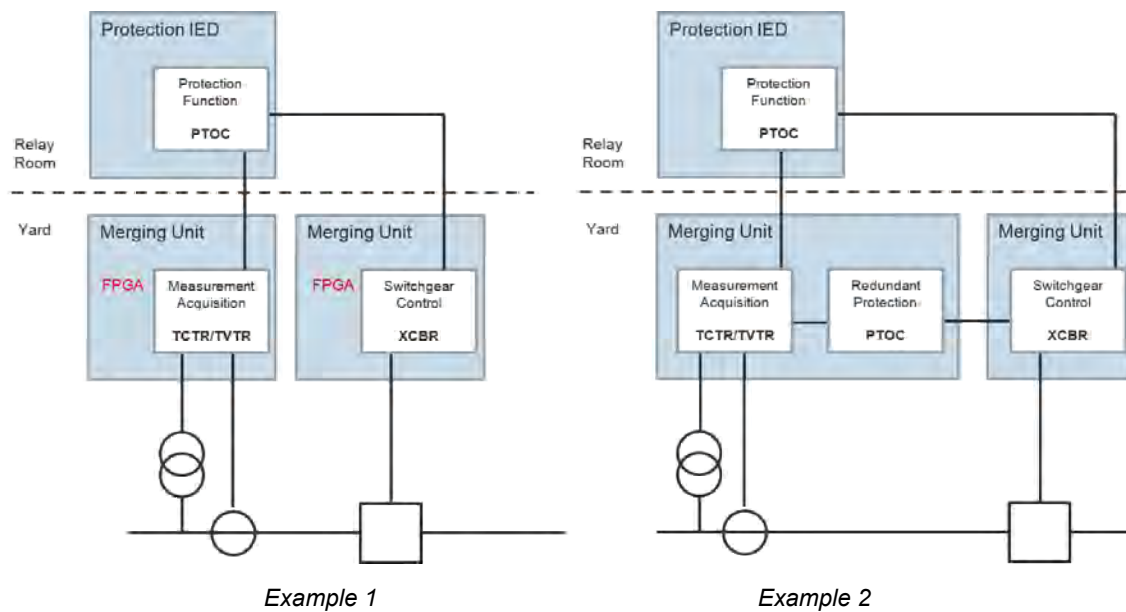 Protection IED
Protection
Function
PTOC
Relay
Room
Yard
Merging Unit
FPGA
Measurement
Acquisition
TCTR/TVTR
Merging Unit
FPGA
Switchgear
Control
XCBR
Example 1
Protection IED
Protection
Function
PTOC
Relay
Room
Yard
Merging Unit
Measurement
Acquisition
TCTR/TVTR
Redundant
Protection
PTOC
Merging Unit
Switchgear
Control
XCBR
Example 2